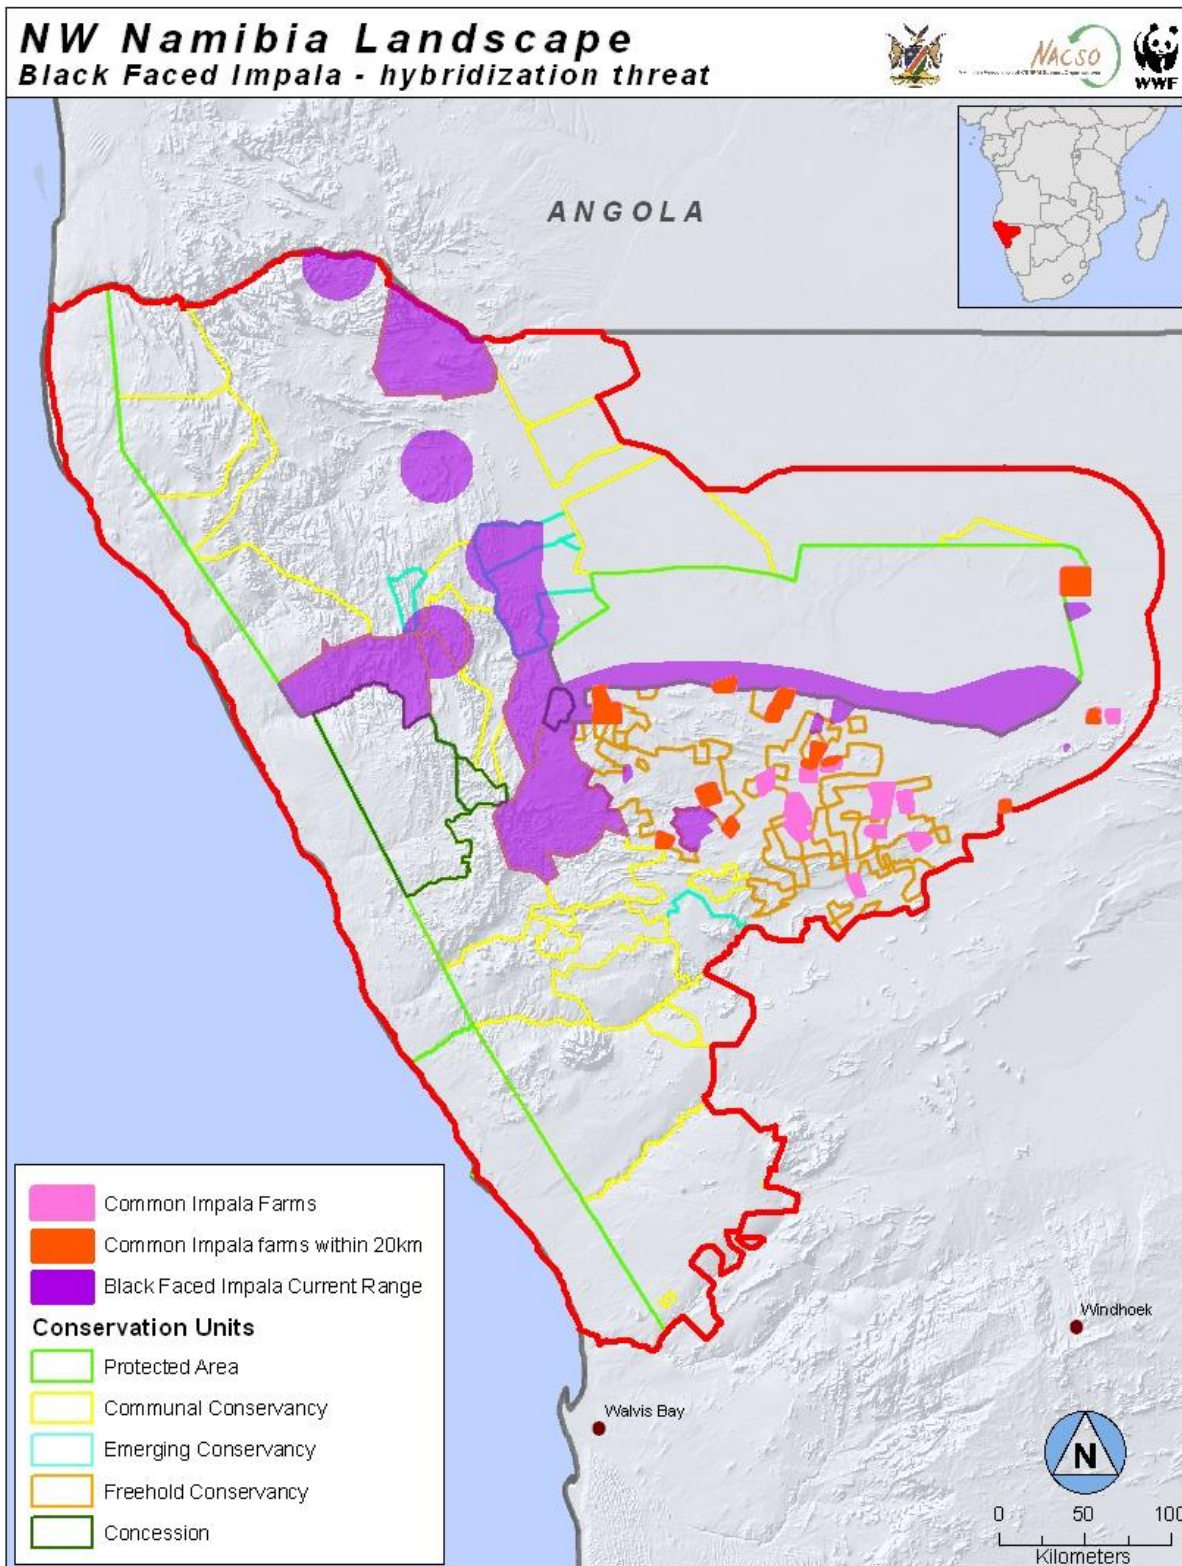 NW Namibia Landscape
Black Faced Impala - hybridization threat
NACSO
WWF
ANGOLA
Common Impala Farms
Common Impala farms within 20km
Black Faced Impala Current Range
Conservation Units
Protected Area
Communal Conservancy
Emerging Conservancy
Freehold Conservancy
Concession
Windhoek
Walvis Bay
N
0 50 100
Kilometers